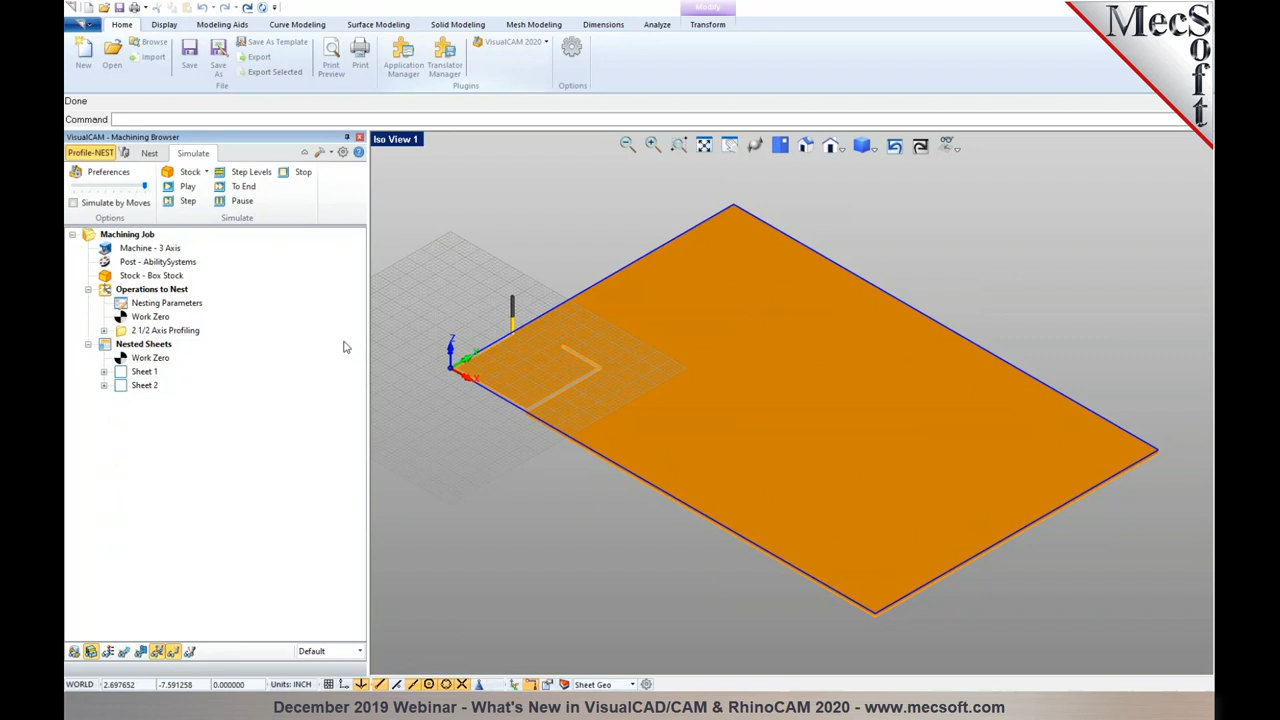 Modify
Home Display Modeling Aids Curve Modeling Surface Modeling Solid Modeling Mesh Modeling Dimensions Analyze Transform
New Open Browse Import Save Save As Save As Template Export Export Selected Print Preview Print Application Manager Translator Manager VisualCAM 2020
File Plugins Options
Done
Command
VisualCAM - Machining Browser
Profile-NEST Nest Simulate
Preferences Stock Step Levels Stop
Play To End
Simulate by Moves Step Pause
Options Simulate
Machining Job
Machine - 3 Axis
Post - AbilitySystems
Stock - Box Stock
Operations to Nest
Nesting Parameters
Work Zero
2 1/2 Axis Profiling
Nested Sheets
Work Zero
Sheet 1
Sheet 2
Default
Iso View 1
Z
X
MecSoft
WORLD 2.697652 -7.591258 0.000000 Units: INCH Sheet Geo
December 2019 Webinar - What's New in VisualCAD/CAM & RhinoCAM 2020 - www.mecsoft.com